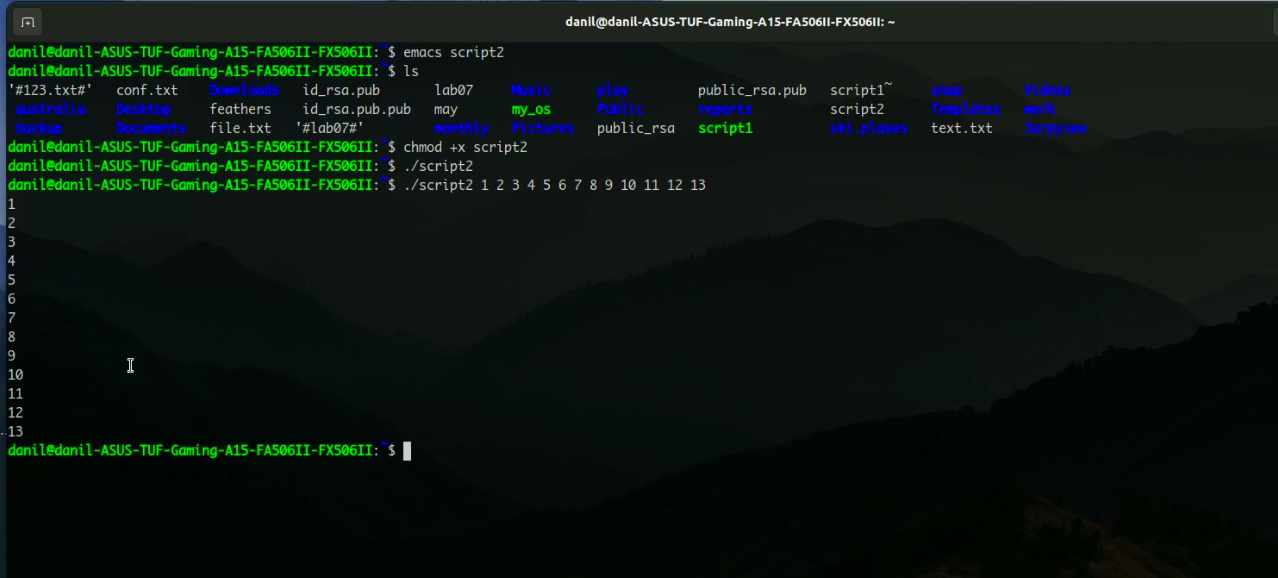 danil@danil-ASUS-TUF-Gaming-A15-FA506II-FX506II: ~
danil@danil-ASUS-TUF-Gaming-A15-FA506II-FX506II:~$ emacs script2
danil@danil-ASUS-TUF-Gaming-A15-FA506II-FX506II:~$ ls
'#123.txt#' conf.txt Downloads id_rsa.pub lab07 Music play public_rsa.pub script1~ snap Videos
australia Desktop feathers id_rsa.pub.pub may my_os Public reports script2 Templates work
backup Documents file.txt '#lab07#' monthly Pictures public_rsa script1 ski.plases text.txt Загрузки
danil@danil-ASUS-TUF-Gaming-A15-FA506II-FX506II:~$ chmod +x script2
danil@danil-ASUS-TUF-Gaming-A15-FA506II-FX506II:~$ ./script2
danil@danil-ASUS-TUF-Gaming-A15-FA506II-FX506II:~$ ./script2 1 2 3 4 5 6 7 8 9 10 11 12 13
1
2
3
4
5
6
7
8
9
10
11
12
13
danil@danil-ASUS-TUF-Gaming-A15-FA506II-FX506II:~$